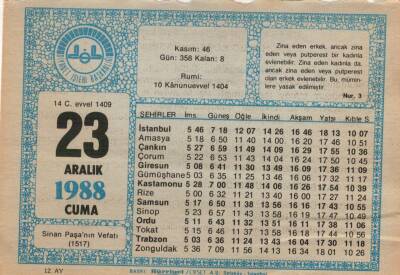 DİYANET İŞLERİ BAŞKANLIĞI
Kasım: 46
Gün: 358 Kalan: 8
Rumi:
10 Kânunuevvel 1404
Zina eden erkek, ancak zina
eden veya putperest bir kadınla
evlenebilir. Zina eden kadınla da,
ancak zina eden veya putperest
olan erkek evlenebilir. Bu, mümin-
lere yasak edilmiştir.
Nur. 3
14 C. evvel 1409
23
ARALIK
1988
CUMA
Sinan Paşa'nın Vefatı
(1517)
12. AY
ŞEHİRLER İms Güneş Öğle İkindi Akşam Yatsı Kıble S.
İstanbul 5 46 7 18 12 07 14 26 16 46 18 13 10 07
Amasya 5 18 6 50 11 40 14 01 16 20 17 46
Çankırı 5 27 6 59 11 49 14 09 16 29 17 55 10 36
Çorum 5 22 6 53 11 43 14 04 16 24 17 50 10 45
Giresun 5 08 6 41 11 30 13 49 16 09 17 36 11 09
Gümüşhane 5 03 6 35 11 25 13 46 16 06 17 32 11 17
Kastamonu 5 28 7 00 11 48 14 06 16 26 17 54 10 39
Rize 5 00 6 32 11 21 13 40 16 00 17 27
Samsun 5 17 6 50 11 38 13 56 16 16 17 43 10 55
Sinop 5 23 6 57 11 43 13 58 16 19 17 47 10 49
Ordu 5 11 6 43 11 32 13 51 16 11 17 38 11 06
Tokat 5 15 6 46 11 37 13 58 16 18 17 44 10 53
Trabzon 5 03 6 36 11 24 13 43 16 03 17 30 11 18
Zonguldak 5 36 7 09 11 56 14 13 16 34 18 01 10 26